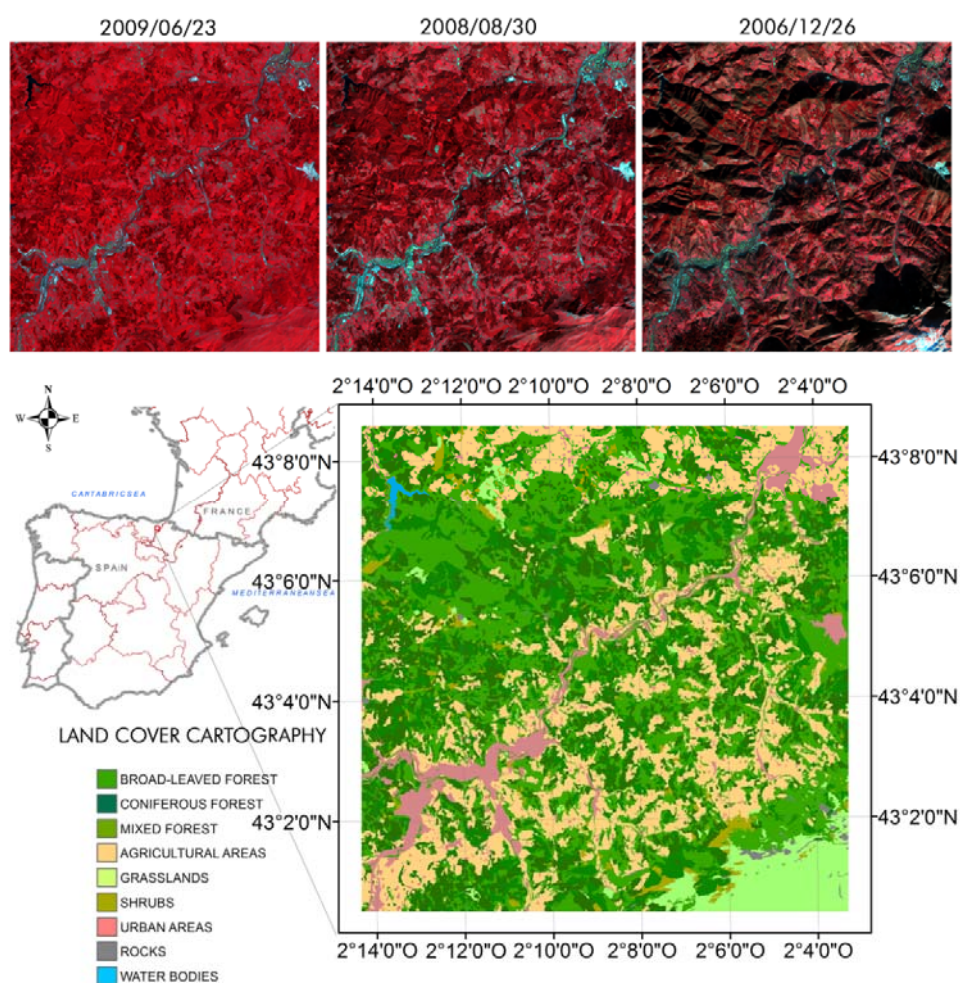 2009/06/23 2008/08/30 2006/12/26
2°14'0"O 2°12'0"O 2°10'0"O 2°8'0"O 2°6'0"O 2°4'0"O
N
W E
S
43°8'0"N 43°8'0"N
CARTABRICSEA
FRANCE
SPAIN
43°6'0"N 43°6'0"N
MEDITERRANEANSEA
43°4'0"N 43°4'0"N
LAND COVER CARTOGRAPHY
BROAD-LEAVED FOREST
CONIFEROUS FOREST
MIXED FOREST
43°2'0"N 43°2'0"N
AGRICULTURAL AREAS
GRASSLANDS
SHRUBS
URBAN AREAS
2°14'0"O 2°12'0"O 2°10'0"O 2°8'0"O 2°6'0"O 2°4'0"O
ROCKS
WATER BODIES